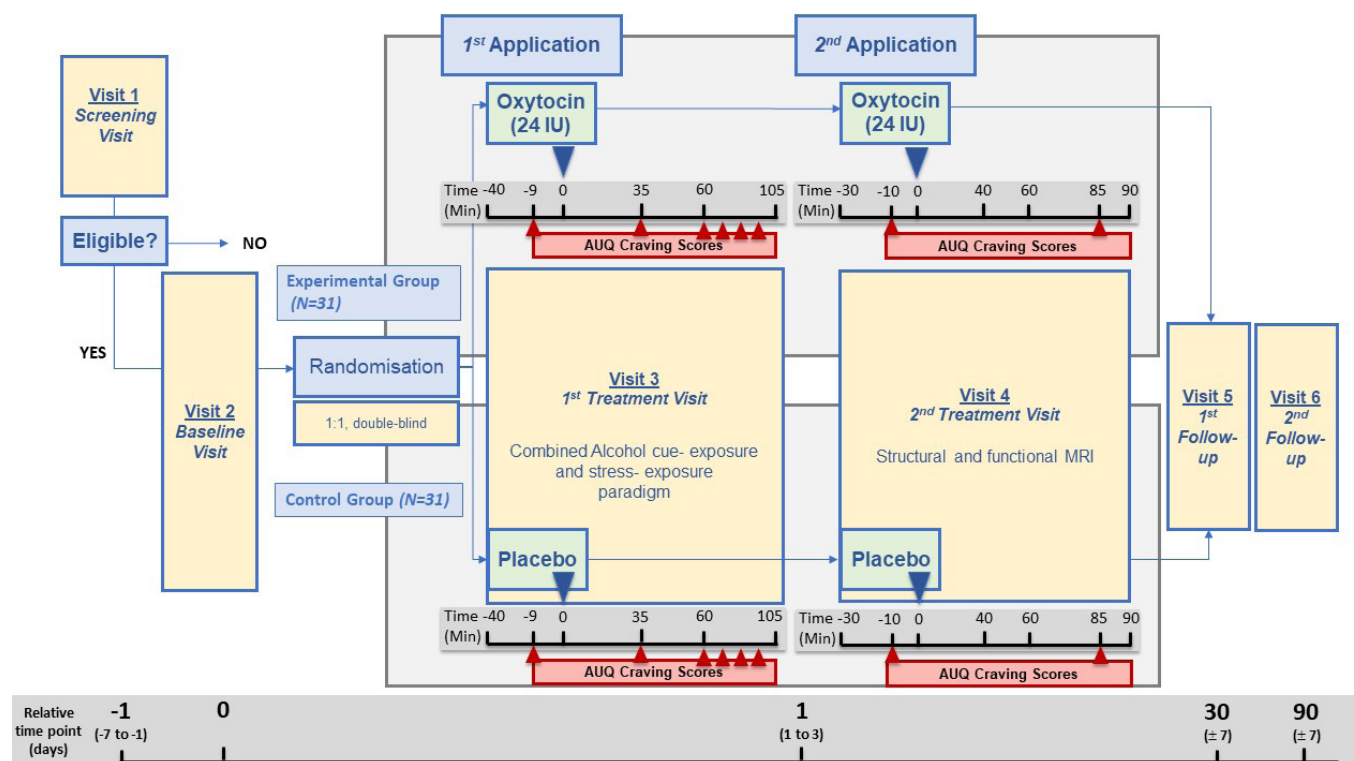 Visit 1
Screening
Visit
Eligible?
NO
YES
Visit 2
Baseline
Visit
Experimental Group
(N=31)
Randomisation
1:1, double-blind
Control Group (N=31)
1st Application
2nd Application
Oxytocin
(24 IU)
Oxytocin
(24 IU)
Time -40 -9 0 35 60 105
(Min)
AUQ Craving Scores
Time -30 -10 0 40 60 85 90
(Min)
AUQ Craving Scores
Visit 3
1st Treatment Visit
Combined Alcohol cue- exposure
and stress- exposure
paradigm
Visit 4
2nd Treatment Visit
Structural and functional MRI
Placebo
Placebo
Time -40 -9 0 35 60 105
(Min)
AUQ Craving Scores
Time -30 -10 0 40 60 85 90
(Min)
AUQ Craving Scores
Visit 5
1st
Follow-
up
Visit 6
2nd
Follow-
up
Relative
time point
(days)
-1
(-7 to -1)
0
1
(1 to 3)
30
(± 7)
90
(± 7)